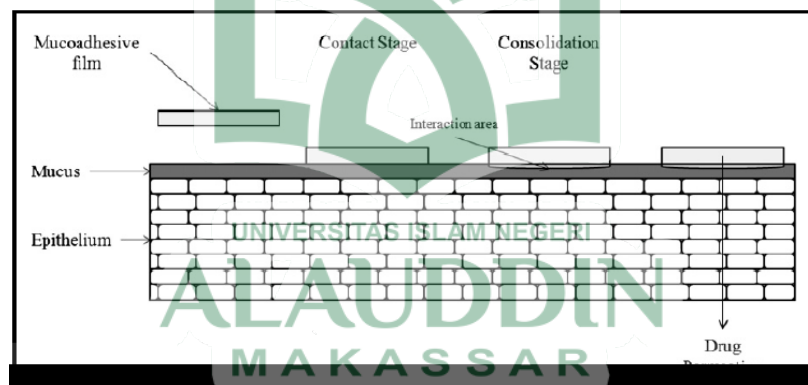 Mucoadhesive
film
Contact Stage
Consolidation
Stage
Interaction area
Mucus
Epithelium
UNIVERSITAS ISLAM NEGERI
ALAUDDIN
MAKASSAR
Drug